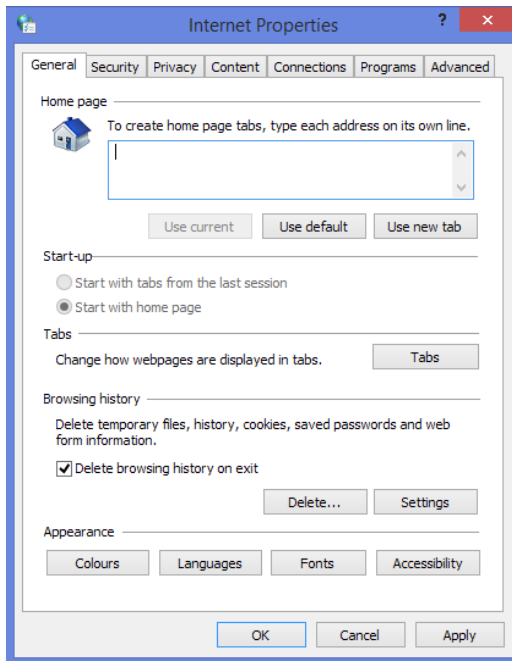 Internet Properties
?
General Security Privacy Content Connections Programs Advanced
Home page
To create home page tabs, type each address on its own line.
Use current Use default Use new tab
Start-up
Start with tabs from the last session
Start with home page
Tabs
Change how webpages are displayed in tabs. Tabs
Browsing history
Delete temporary files, history, cookies, saved passwords and web
form information.
Delete browsing history on exit
Delete... Settings
Appearance
Colours Languages Fonts Accessibility
OK Cancel Apply